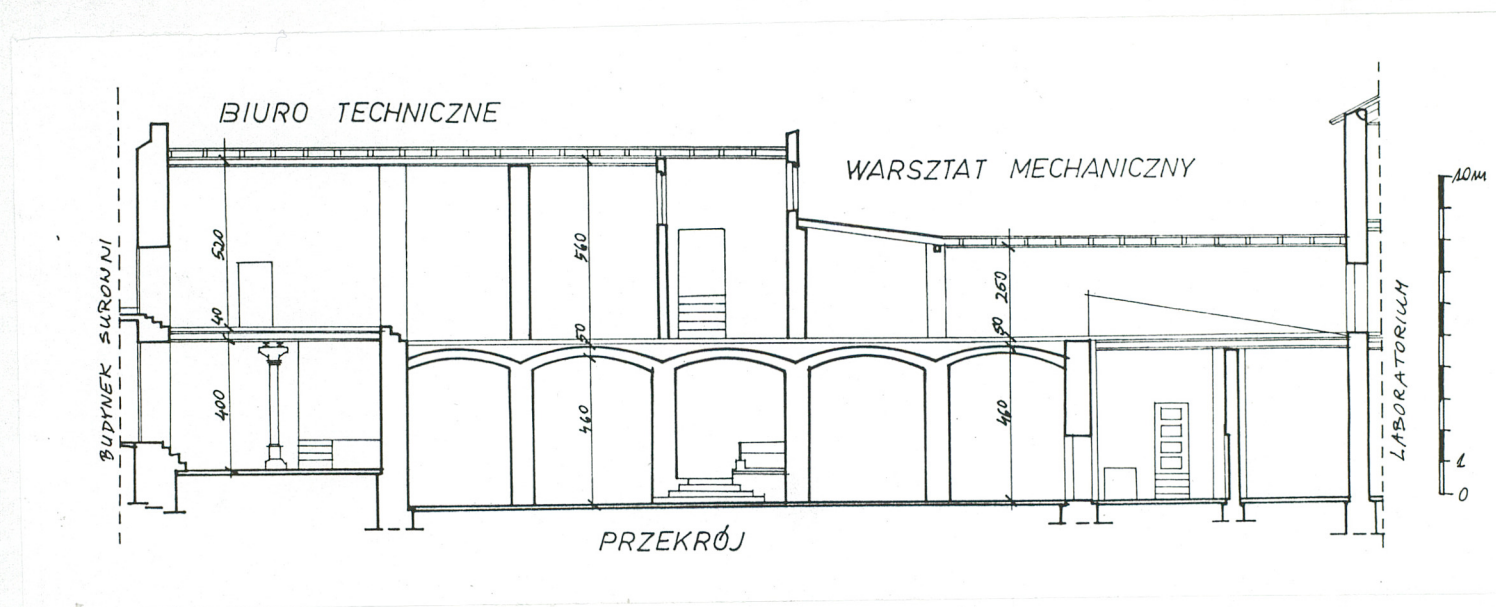 BIURO TECHNICZNE
WARSZTAT MECHANICZNY
10m
520
560
BUDYNEK SUROWNI
40
50
260
50
LABORATORIUM
400
460
460
1
0
PRZEKRÓJ